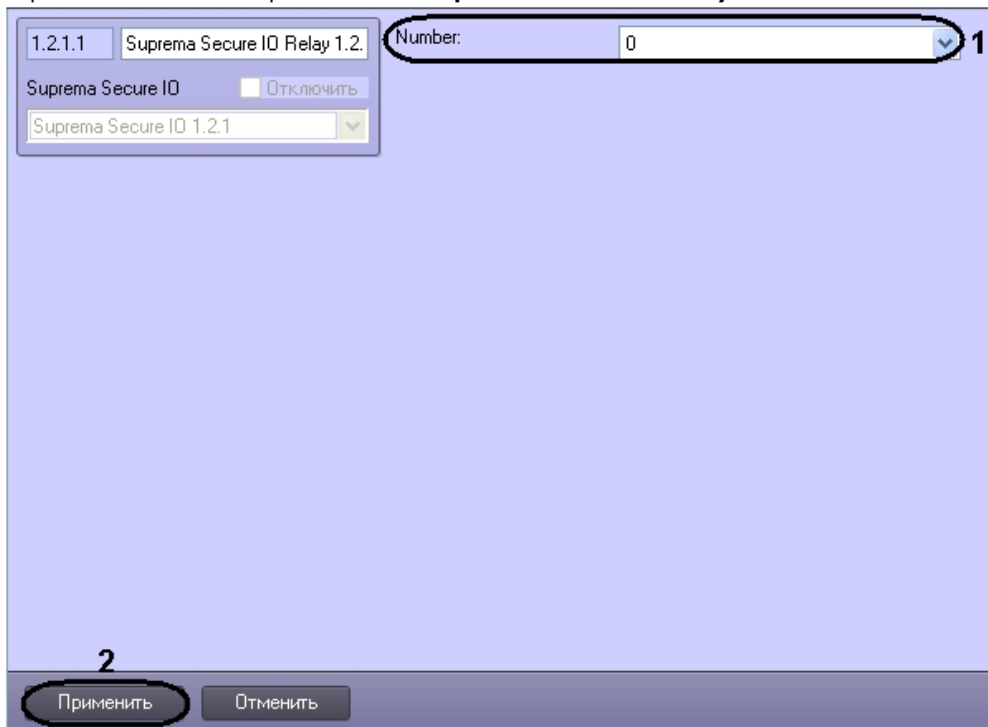 1.2.1.1 Suprema Secure IO Relay 1.2.
Number: 0 1
Suprema Secure IO Отключить
Suprema Secure IO 1.2.1
2
Применить Отменить